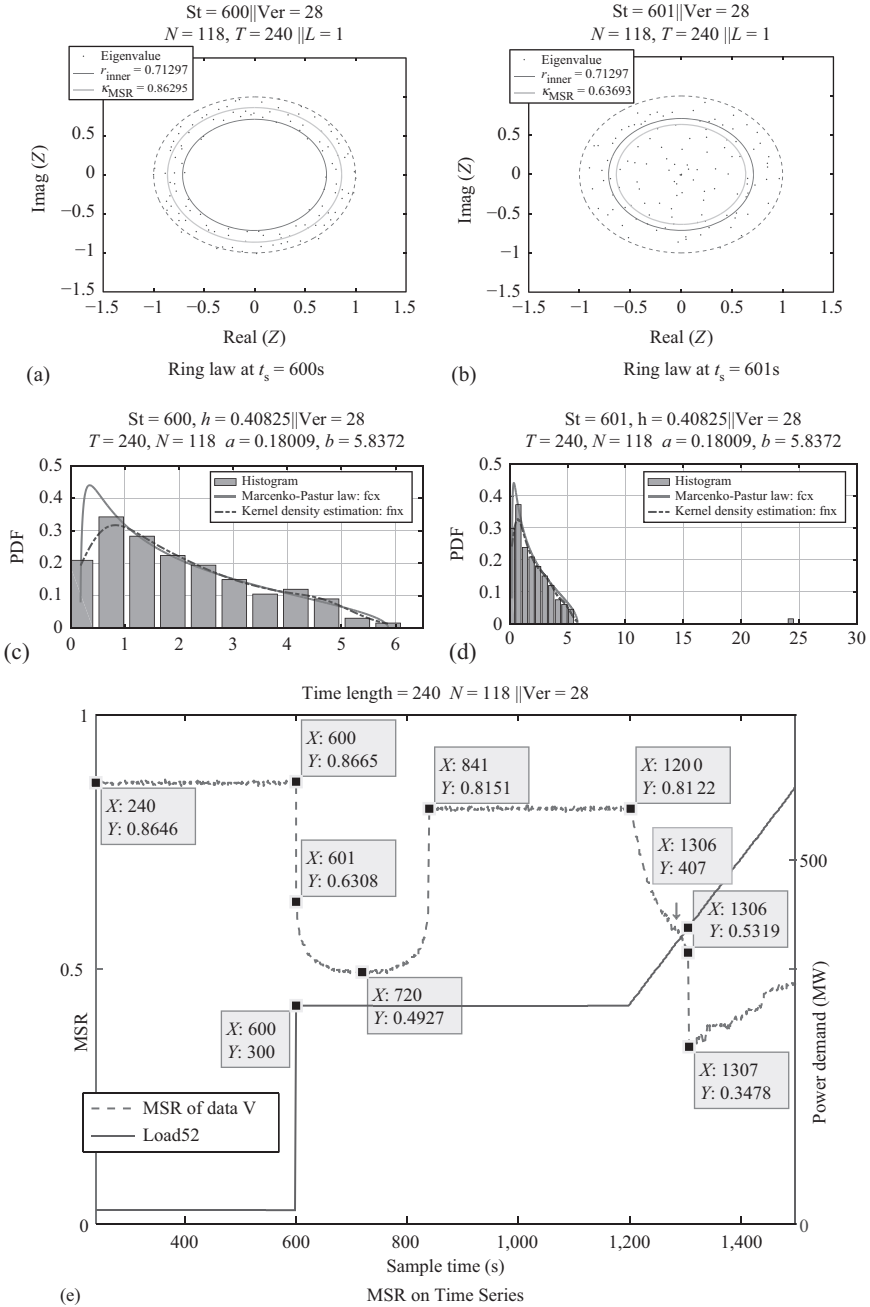 St = 600||Ver = 28
N = 118, T = 240 ||L = 1
Eigenvalue
r inner = 0.71297
κ MSR = 0.86295
Imag (Z)
0.5
0
−0.5
−1
−1.5
−1.5 −1 −0.5 0 0.5 1 1.5
Real (Z)
(a) Ring law at ts = 600s
St = 601||Ver = 28
N = 118, T = 240 ||L = 1
Eigenvalue
r inner = 0.71297
κ MSR = 0.63693
Imag (Z)
0.5
0
−0.5
−1
−1.5
−1.5 −1 −0.5 0 0.5 1 1.5
Real (Z)
(b) Ring law at ts = 601s
St = 600, h = 0.40825||Ver = 28
T = 240, N = 118 a = 0.18009, b = 5.8372
Histogram
Marcenko-Pastur law: fcx
Kernel density estimation: fnx
PDF
0.5
0.4
0.3
0.2
0.1
0
0 1 2 3 4 5 6
(c)
St = 601, h = 0.40825||Ver = 28
T = 240, N = 118 a = 0.18009, b = 5.8372
Histogram
Marcenko-Pastur law: fcx
Kernel density estimation: fnx
PDF
0.5
0.4
0.3
0.2
0.1
0
0 5 10 15 20 25 30
(d)
Time length = 240 N = 118 ||Ver = 28
1
0.5
0
MSR
X: 240
Y: 0.8646
X: 600
Y: 0.8665
X: 601
Y: 0.6308
X: 600
Y: 300
X: 720
Y: 0.4927
X: 841
Y: 0.8151
X: 1200
Y: 0.8122
X: 1306
Y: 407
X: 1306
Y: 0.5319
X: 1307
Y: 0.3478
500
0
Power demand (MW)
MSR of data V
Load52
400 600 800 1,000 1,200 1,400
Sample time (s)
(e) MSR on Time Series